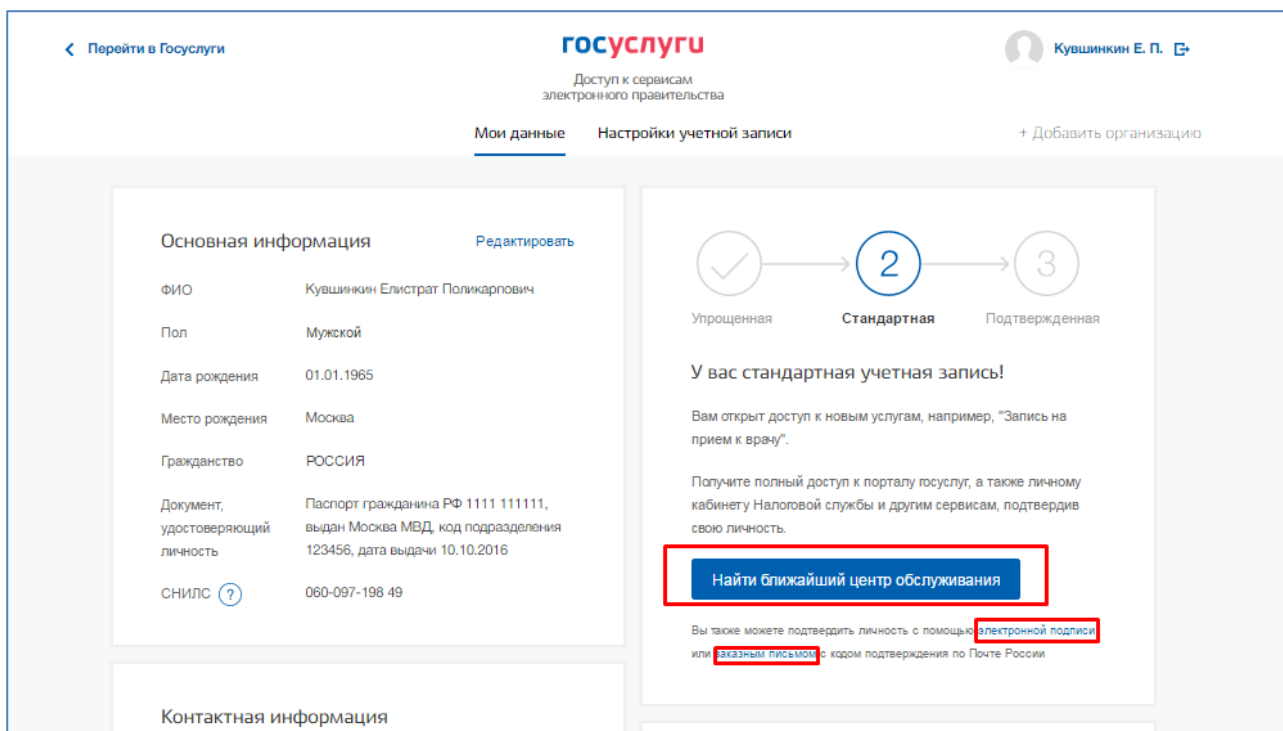 Перейти в Госуслуги
госуслуги
Кувшинкин Е. П.
Доступ к сервисам
электронного правительства
Мои данные
Настройки учетной записи
+ Добавить организацию
Основная информация
Редактировать
ФИО
Кувшинкин Елистрат Поликарпович
Пол
Мужской
Дата рождения
01.01.1965
Место рождения
Москва
Гражданство
РОССИЯ
Документ,
удостоверяющий
личность
Паспорт гражданина РФ 1111 111111,
выдан Москва МВД, код подразделения
123456, дата выдачи 10.10.2016
СНИЛС ?
060-097-198 49
Контактная информация
2
3
Упрощенная
Стандартная
Подтвержденная
У вас стандартная учетная запись!
Вам открыт доступ к новым услугам, например, "Запись на
прием к врачу".
Получите полный доступ к порталу госуслуг, а также личному
кабинету Налоговой службы и другим сервисам, подтвердив
свою личность.
Найти ближайший центр обслуживания
Вы также можете подтвердить личность с помощью электронной подписи
или заказным письмом с кодом подтверждения по Почте России